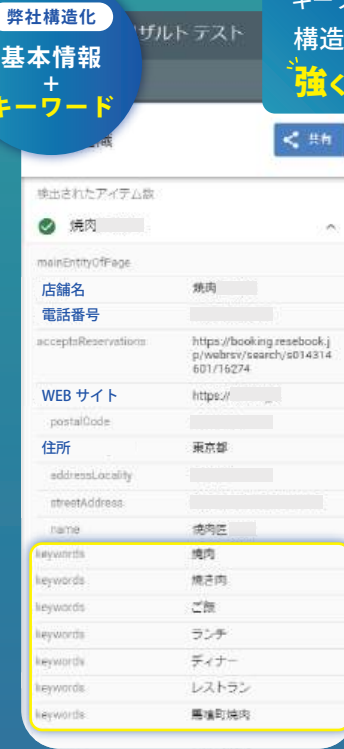 弊社構造化
基本情報
+
キーワード
ザルト テスト
構造
強く
共有
検出されたアイテム数
焼肉
mainEntityOfPage
店舗名 焼肉
電話番号
acceptsReservations https://booking.resebook.j
p/webrsv/search/s014314
601/16274
WEB サイト https://
postalCode
住所 東京都
addressLocality
streetAddress
name 焼肉匠
keywords 焼肉
keywords 焼き肉
keywords ご飯
keywords ランチ
keywords ディナー
keywords レストラン
keywords 馬喰町焼肉